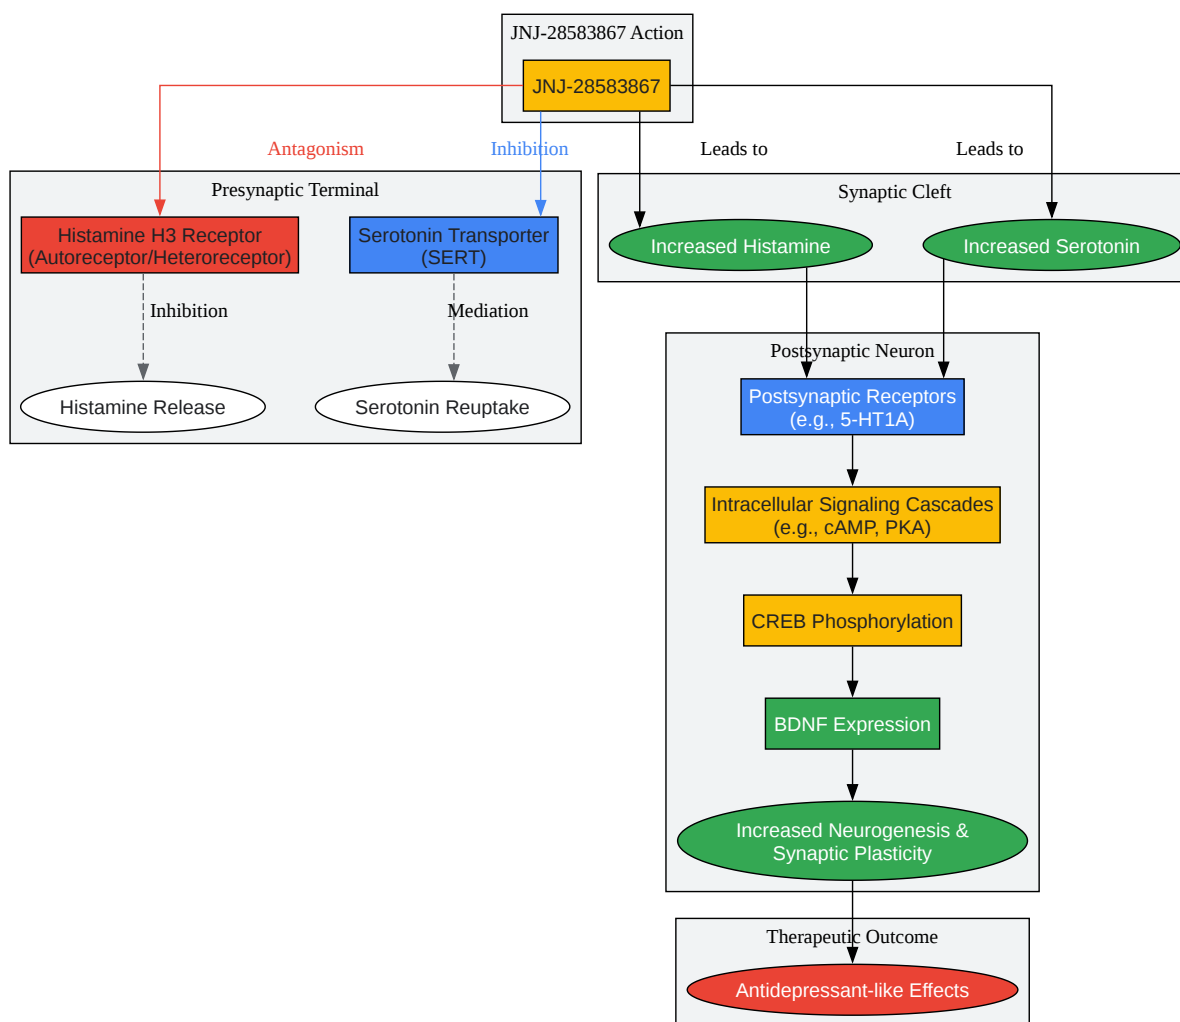 JNJ-28583867 Action
JNJ-28583867
Antagonism
Inhibition
Leads to
Leads to
Presynaptic Terminal
Histamine H3 Receptor
(Autoreceptor/Heteroreceptor)
Serotonin Transporter
(SERT)
Inhibition
Mediation
Histamine Release
Serotonin Reuptake
Synaptic Cleft
Increased Histamine
Increased Serotonin
Postsynaptic Neuron
Postsynaptic Receptors
(e.g., 5-HT1A)
Intracellular Signaling Cascades
(e.g., cAMP, PKA)
CREB Phosphorylation
BDNF Expression
Increased Neurogenesis &
Synaptic Plasticity
Therapeutic Outcome
Antidepressant-like Effects